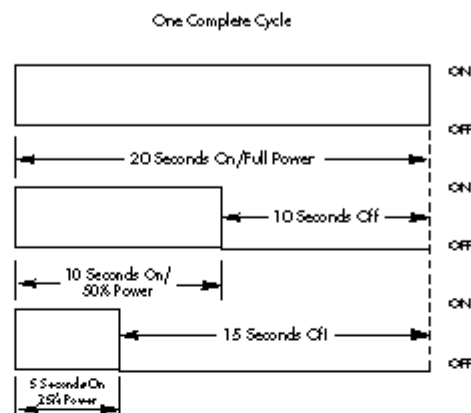 One Complete Cycle
ON
OFF
20 Seconds On/Full Power
ON
10 Seconds Off
OFF
10 Seconds On/
50% Power
ON
15 Seconds Off
OFF
5 Seconds On
25% Power